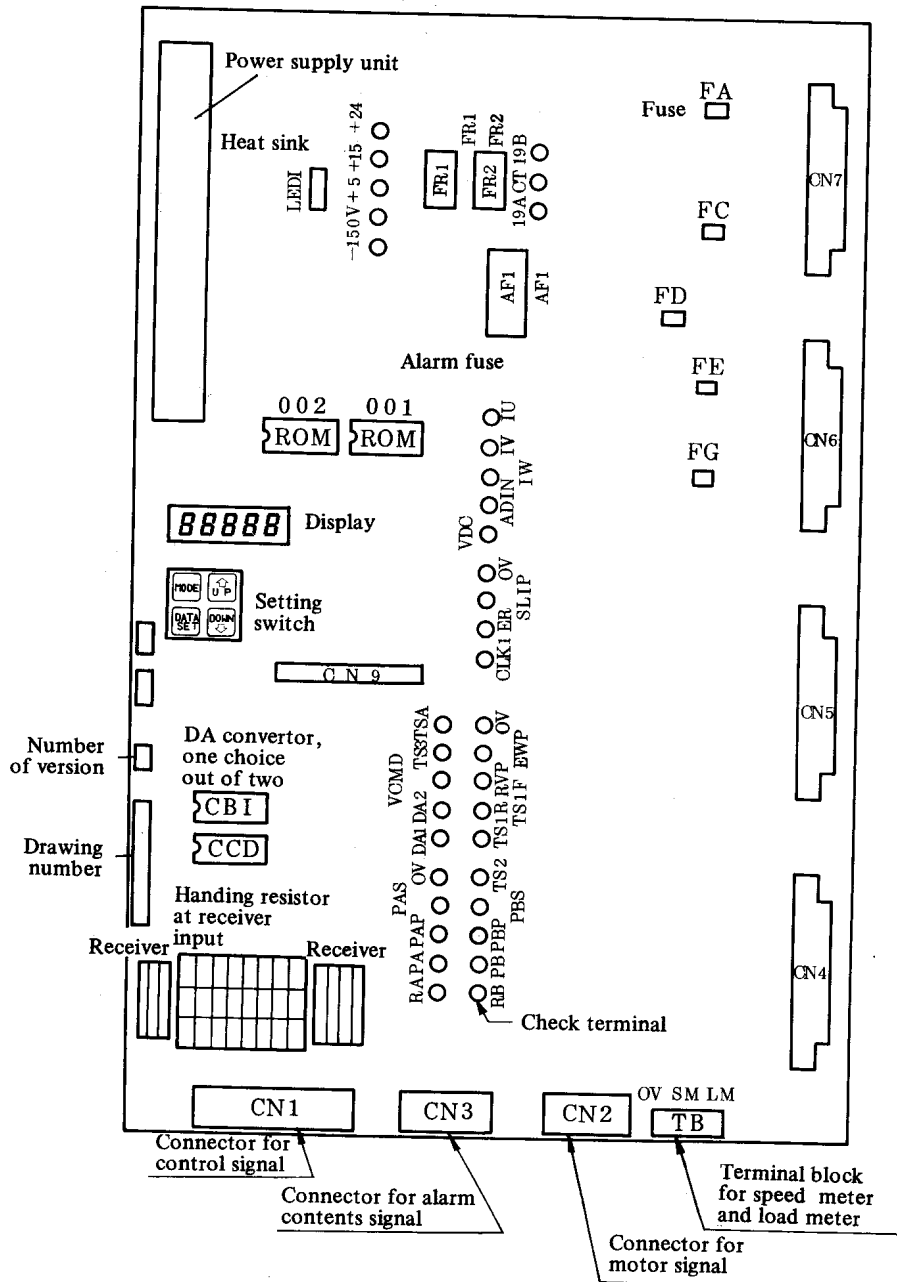 Power supply unit
Heat sink
LEDI
-15 0V +5 +15 +24
FR1
FR1
FR2
FR2
19A CT 19B
Fuse
FA
CN7
FC
AF1
AF1
FD
Alarm fuse
FE
002
001
ROM
ROM
IU
IV
IW
ADIN
VDC
FG
CN6
88888
Display
MODE
UP
DATA
SET
DOWN
Setting
switch
OV
SLIP
ER
CLK1
CN9
CN5
Number
of version
DA convertor,
one choice
out of two
CBI
CCD
TSA
TS3
VCMD
DA2
DA1
OV
PAS
PAP
PA
RA
OV
EWP
RVP
TS1F
TS1R
TS2
PBS
PBP
PB
RB
Drawing
number
Handing resistor
at receiver
input
Receiver
Receiver
CN4
Check terminal
CN1
CN3
CN2
OV SM LM
TB
Connector for
control signal
Connector for alarm
contents signal
Connector for
motor signal
Terminal block
for speed meter
and load meter